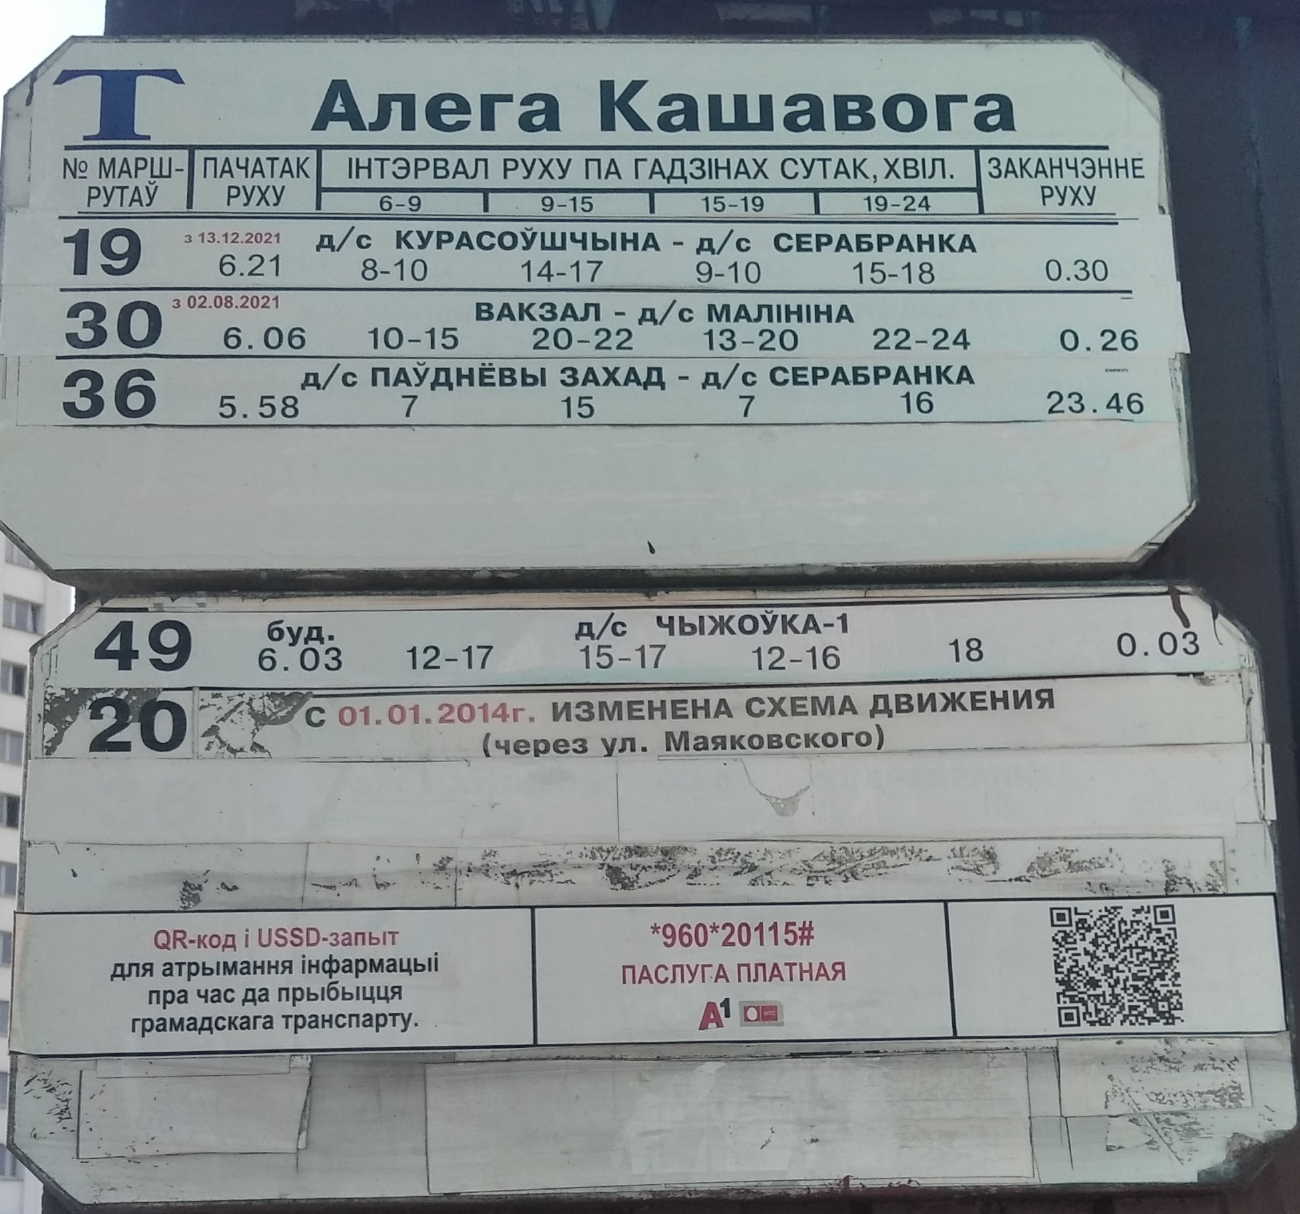 Т Алега Кашавога
№ МАРШ-
РУТАЎ
ПАЧАТАК
РУХУ
ІНТЭРВАЛ РУХУ ПА ГАДЗІНАХ СУТАК, ХВІЛ.
6-9 9-15 15-19 19-24
ЗАКАНЧЭННЕ
РУХУ
19 з 13.12.2021 д/с КУРАСОЎШЧЫНА - д/с СЕРАБРАНКА
6.21 8-10 14-17 9-10 15-18 0.30
30 з 02.08.2021 ВАКЗАЛ - д/с МАЛІНІНА
6.06 10-15 20-22 13-20 22-24 0.26
36 д/с ПАЎДНЁВЫ ЗАХАД - д/с СЕРАБРАНКА
5.58 7 15 7 16 23.46
49 буд. д/с ЧЫЖОЎКА-1
6.03 12-17 15-17 12-16 18 0.03
20 С 01.01.2014г. ИЗМЕНЕНА СХЕМА ДВИЖЕНИЯ
(через ул. Маяковского)
QR-код і USSD-запыт
для атрымання інфармацыі
пра час да прыбыцця
грамадскага транспарту.
*960*20115#
ПАСЛУГА ПЛАТНАЯ
A1 МТС